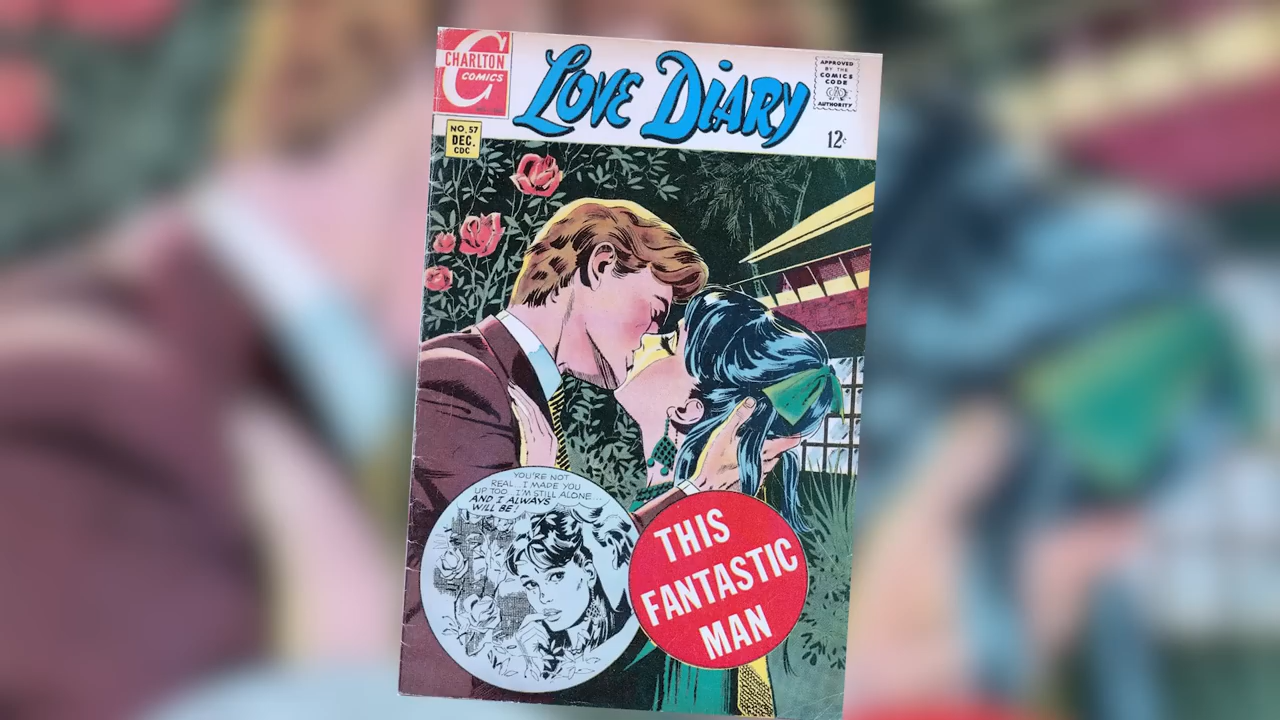 CHARLTON
COMICS
LOVE DIARY
APPROVED
BY THE
COMICS
CODE
AUTHORITY
NO. 57
DEC.
CDC
12¢
YOU'RE NOT
REAL... I MADE YOU
UP TOO... I'M STILL ALONE...
AND I ALWAYS
WILL BE!
THIS
FANTASTIC
MAN